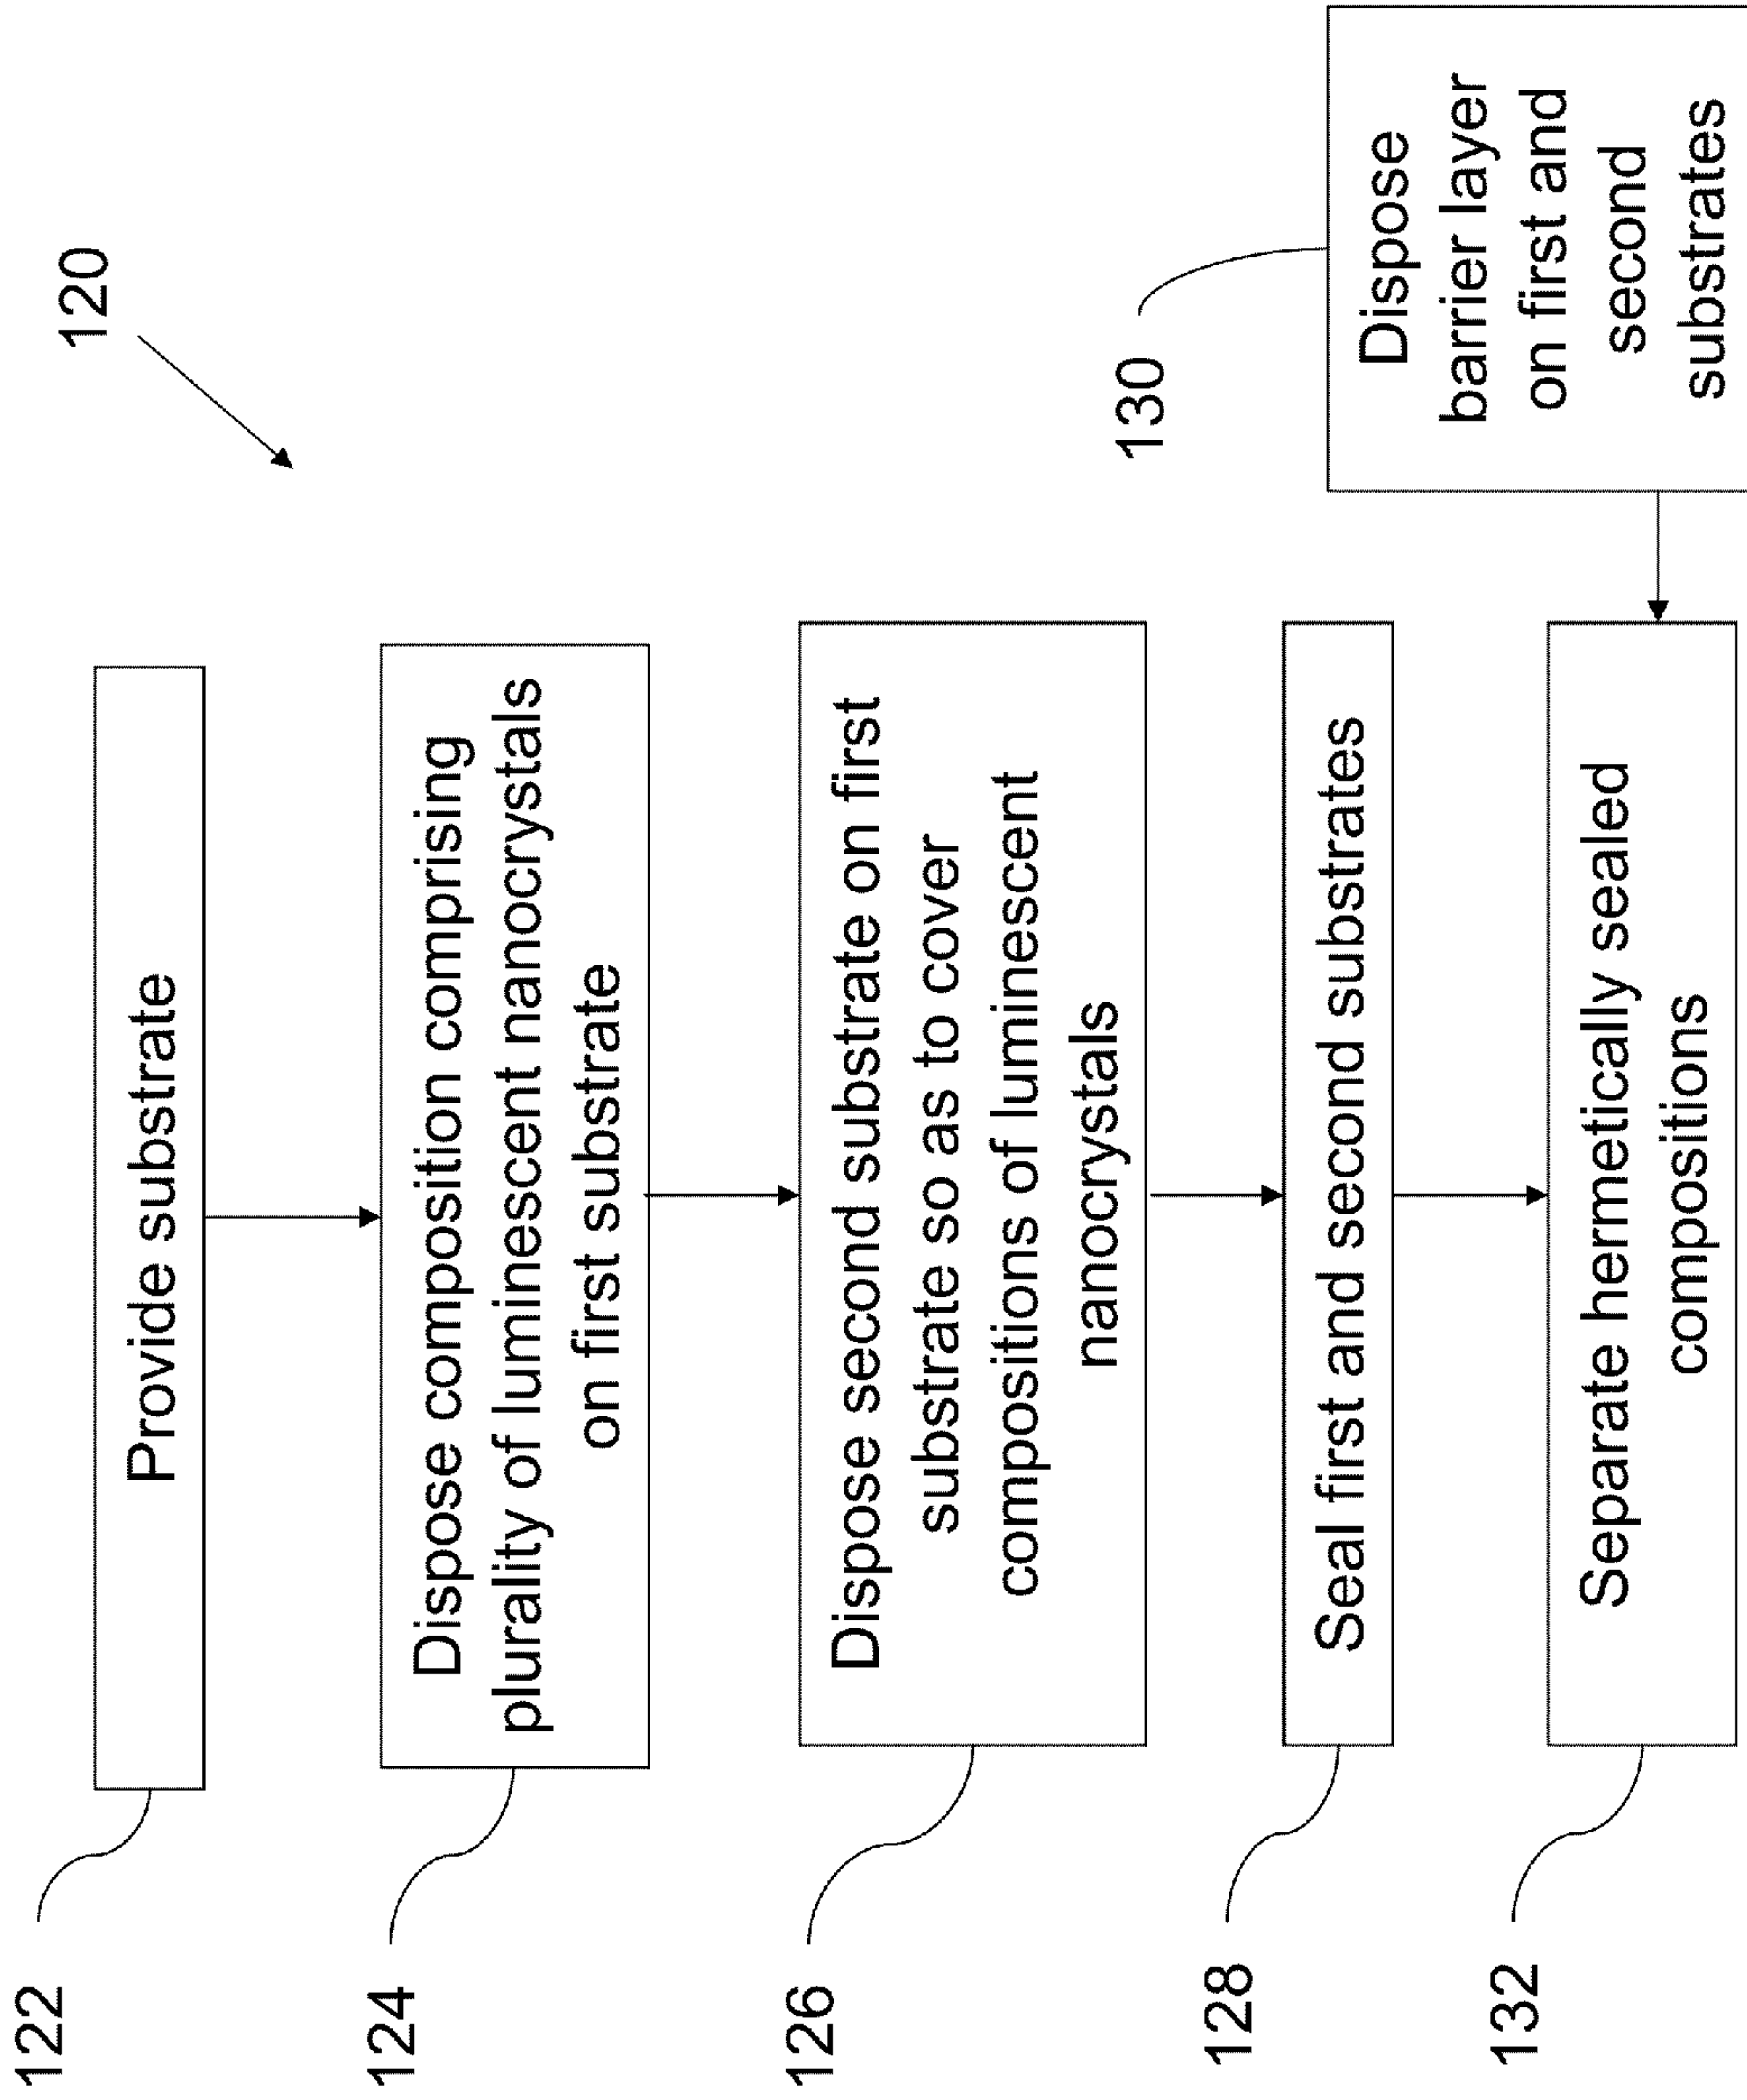 120
122
Provide substrate
124
Dispose composition comprising
plurality of luminescent nanocrystals
on first substrate
126
Dispose second substrate on first
substrate so as to cover
compositions of luminescent
nanocrystals
128
Seal first and second substrates
130
Dispose
barrier layer
on first and
second
substrates
132
Separate hermetically sealed
compositions